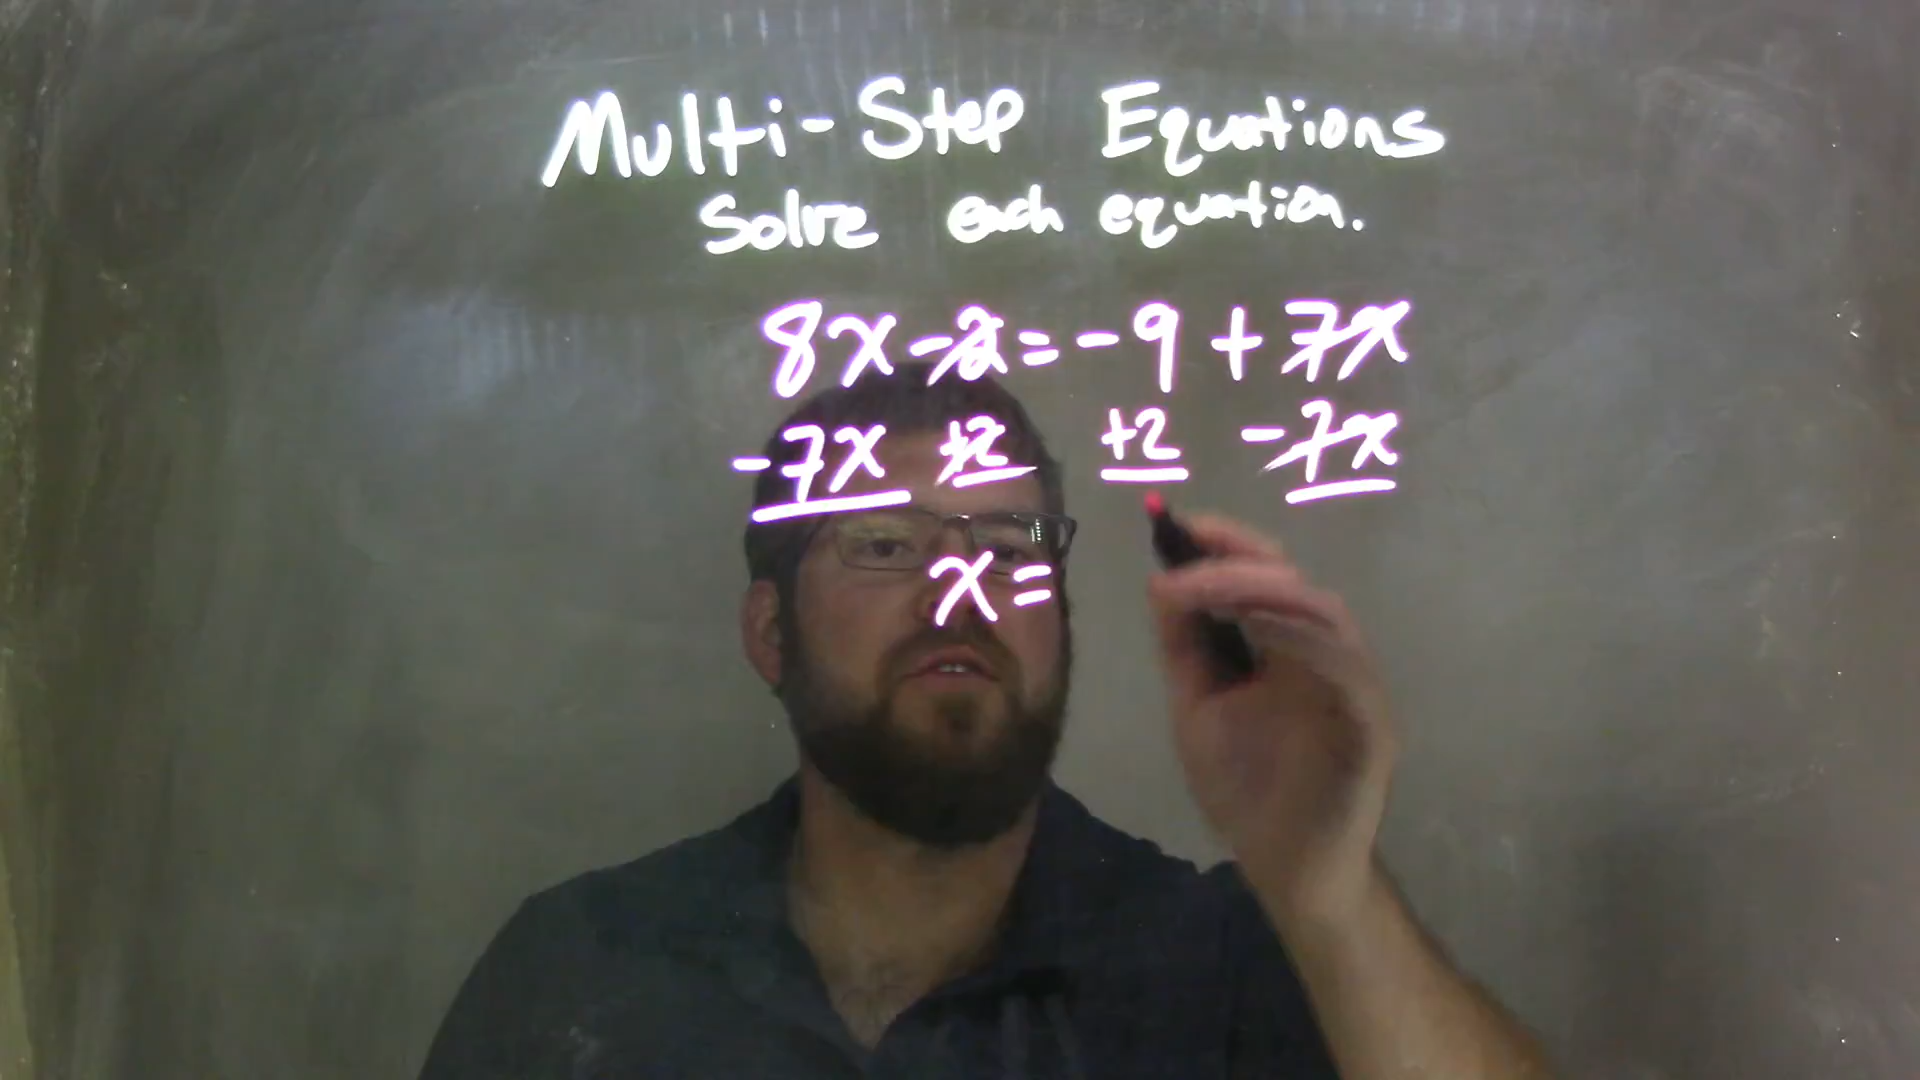 Multi-Step Equations
Solve each equation.
8x-2=-9+7x
-7x +2 +2 -7x
x=